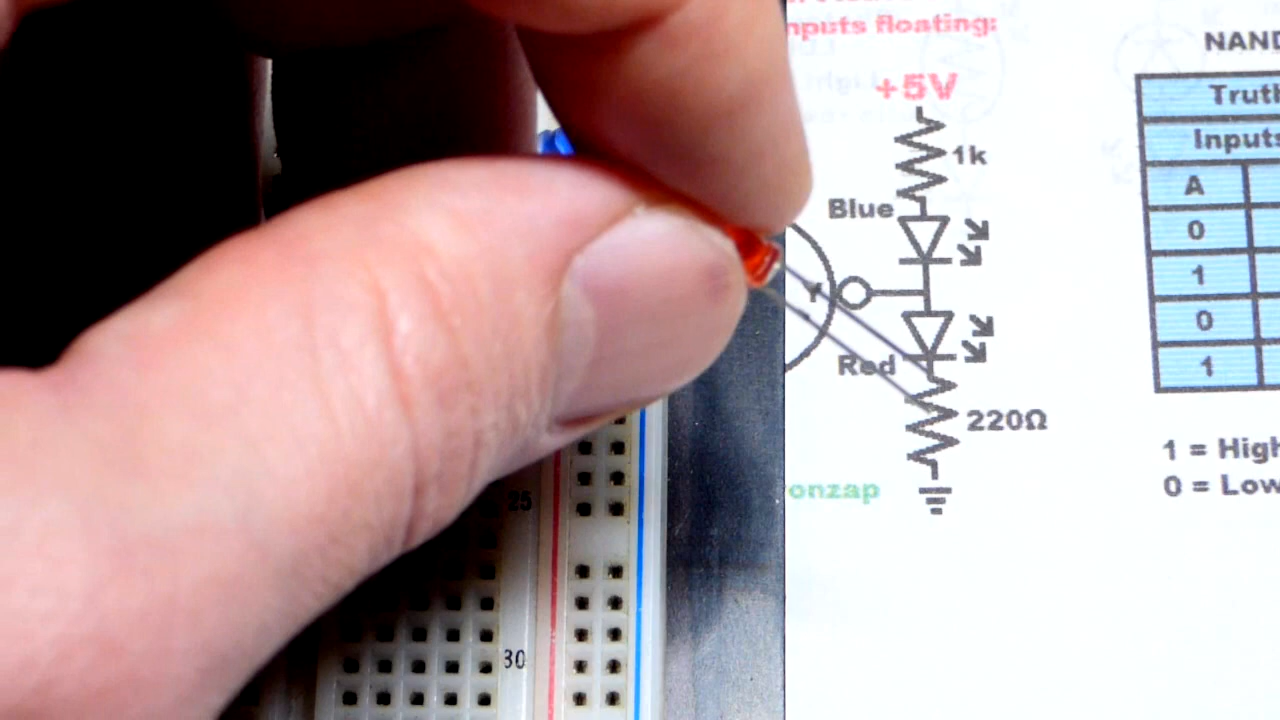 nputs floating:
+5V
1k
Blue
Y
Red
220Ω
onzap
NAND
Truth
Inputs
A
0
1
0
1
1 = High
0 = Low
25
30